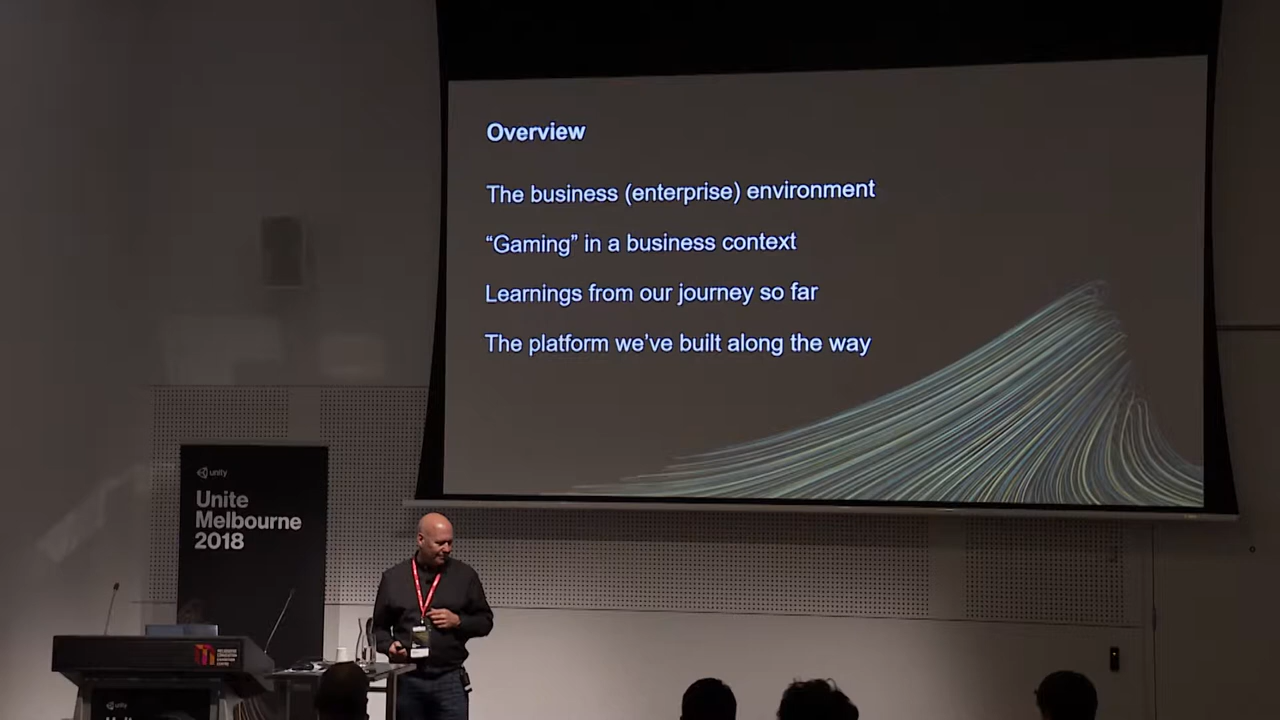 Overview
The business (enterprise) environment
“Gaming” in a business context
Learnings from our journey so far
The platform we’ve built along the way
unity
Unite
Melbourne
2018
unity